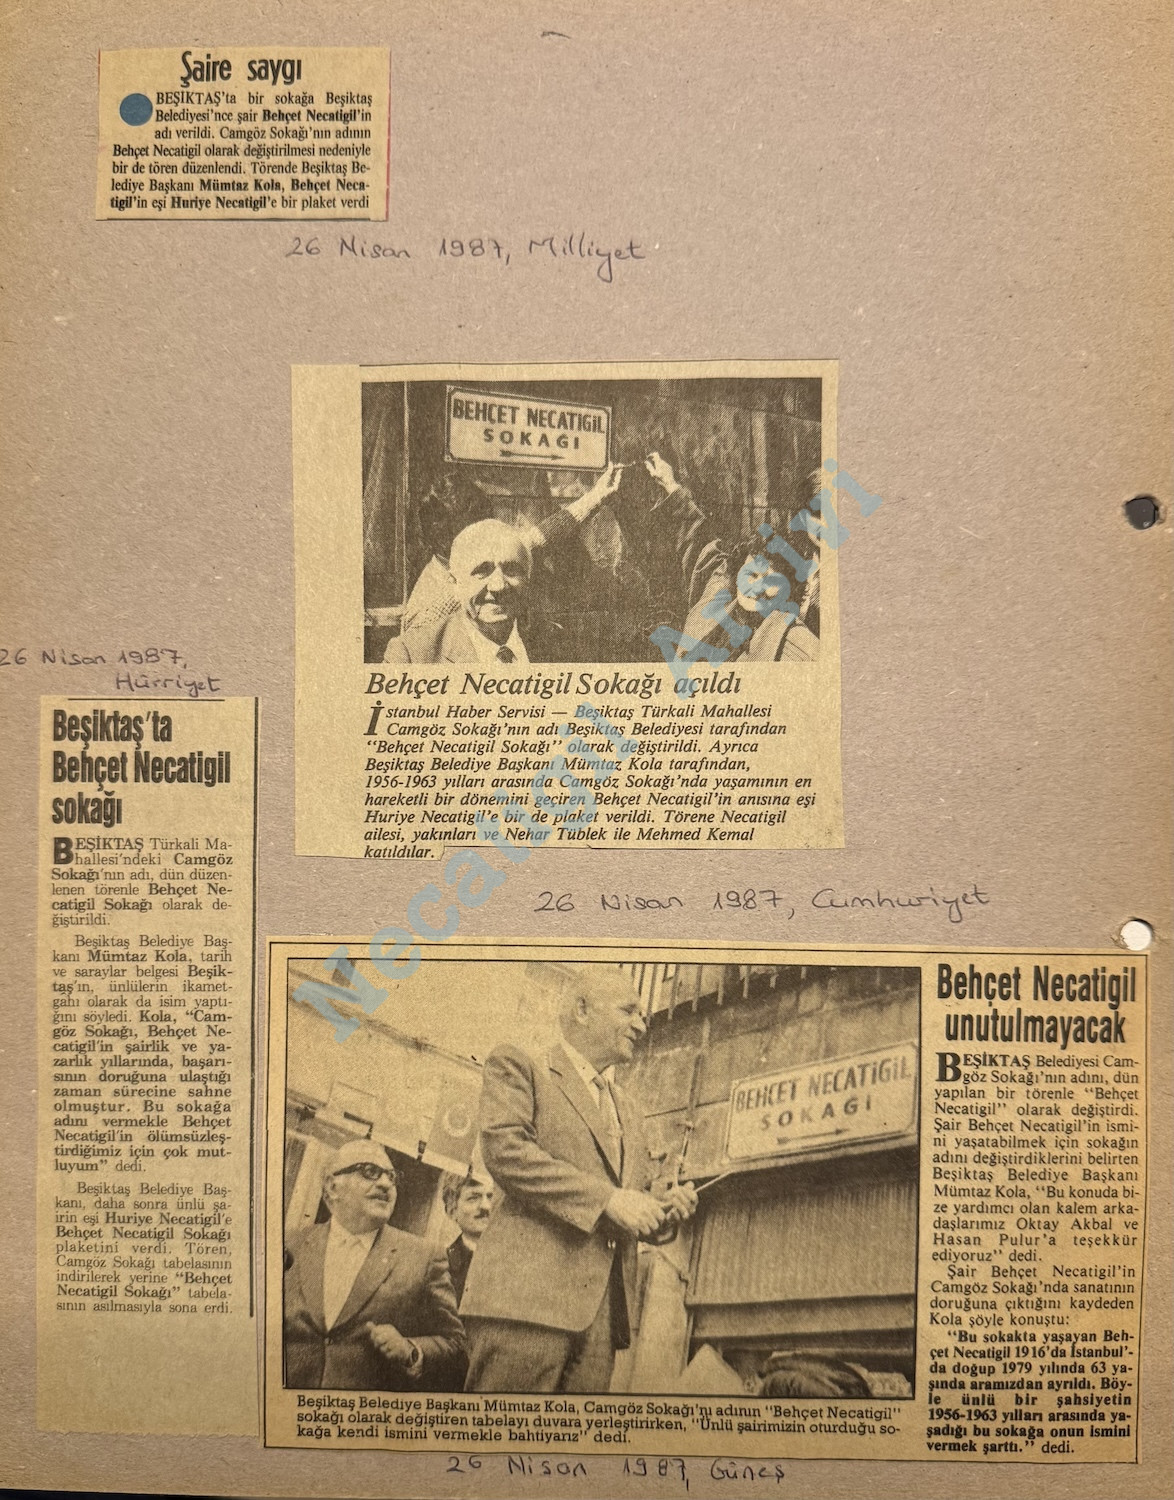 Şaire saygı
BEŞİKTAŞ'ta bir sokağa Beşiktaş
Belediyesi'nce şair Behçet Necatigil'in
adı verildi. Camgöz Sokağı'nın adının
Behçet Necatigil olarak değiştirilmesi nedeniyle
bir de tören düzenlendi. Törende Beşiktaş Be-
lediye Başkanı Mümtaz Kola, Behçet Neca-
tigil'in eşi Huriye Necatigil'e bir plaket verdi
26 Nisan 1987, Milliyet
BEHÇET NECATİGİL
SOKAĞI
Behçet Necatigil Sokağı açıldı
İstanbul Haber Servisi — Beşiktaş Türkali Mahallesi
Camgöz Sokağı'nın adı Beşiktaş Belediyesi tarafından
"Behçet Necatigil Sokağı" olarak değiştirildi. Ayrıca
Beşiktaş Belediye Başkanı Mümtaz Kola tarafından,
1956-1963 yılları arasında Camgöz Sokağı'nda yaşamının en
hareketli bir dönemini geçiren Behçet Necatigil'in anısına eşi
Huriye Necatigil'e bir de plaket verildi. Törene Necatigil
ailesi, yakınları ve Nehar Tüblek ile Mehmed Kemal
katıldılar.
26 Nisan 1987, Cumhuriyet
26 Nisan 1987,
Hürriyet
Beşiktaş'ta
Behçet Necatigil
sokağı
BEŞİKTAŞ Türkali Ma-
hallesi'ndeki Camgöz
Sokağı'nın adı, dün düzen-
lenen törenle Behçet Ne-
catigil Sokağı olarak de-
ğiştirildi.
Beşiktaş Belediye Baş-
kanı Mümtaz Kola, tarih
ve saraylar belgesi Beşik-
taş'ın, ünlülerin ikamet-
gahı olarak da isim yaptı-
ğını söyledi. Kola, "Cam-
göz Sokağı, Behçet Ne-
catigil'in şairlik ve ya-
zarlık yıllarında, başarı-
sının doruğuna ulaştığı
zaman sürecine sahne
olmuştur. Bu sokağa
adını vermekle Behçet
Necatigil'in ölümsüzleş-
tirdiğimiz için çok mut-
luyum" dedi.
Beşiktaş Belediye Baş-
kanı, daha sonra ünlü şa-
irin eşi Huriye Necatigil'e
Behçet Necatigil Sokağı
plaketini verdi. Tören,
Camgöz Sokağı tabelasının
indirilerek yerine "Behçet
Necatigil Sokağı" tabela-
sının asılmasıyla sona erdi.
BEHÇET NECATİGİL
SOKAĞI
Beşiktaş Belediye Başkanı Mümtaz Kola, Camgöz Sokağı'nı adının "Behçet Necatigil"
sokağı olarak değiştiren tabelayı duvara yerleştirirken, "Ünlü şairimizin oturduğu so-
kağa kendi ismini vermekle bahtiyarız" dedi.
Behçet Necatigil
unutulmayacak
BEŞİKTAŞ Belediyesi Cam-
göz Sokağı'nın adını, dün
yapılan bir törenle "Behçet
Necatigil" olarak değiştirdi.
Şair Behçet Necatigil'in ismi-
ni yaşatabilmek için sokağın
adını değiştirdiklerini belirten
Beşiktaş Belediye Başkanı
Mümtaz Kola, "Bu konuda bi-
ze yardımcı olan kalem arka-
daşlarımız Oktay Akbal ve
Hasan Pulur'a teşekkür
ediyoruz" dedi.
Şair Behçet Necatigil'in
Camgöz Sokağı'nda sanatının
doruğuna çıktığını kaydeden
Kola şöyle konuştu:
"Bu sokakta yaşayan Beh-
çet Necatigil 1916'da İstanbul'-
da doğup 1979 yılında 63 ya-
şında aramızdan ayrıldı. Böy-
le ünlü bir şahsiyetin
1956-1963 yılları arasında ya-
şadığı bu sokağa onun ismini
vermek şarttı." dedi.
26 Nisan 1987, Güneş
Necatigil Arşivi